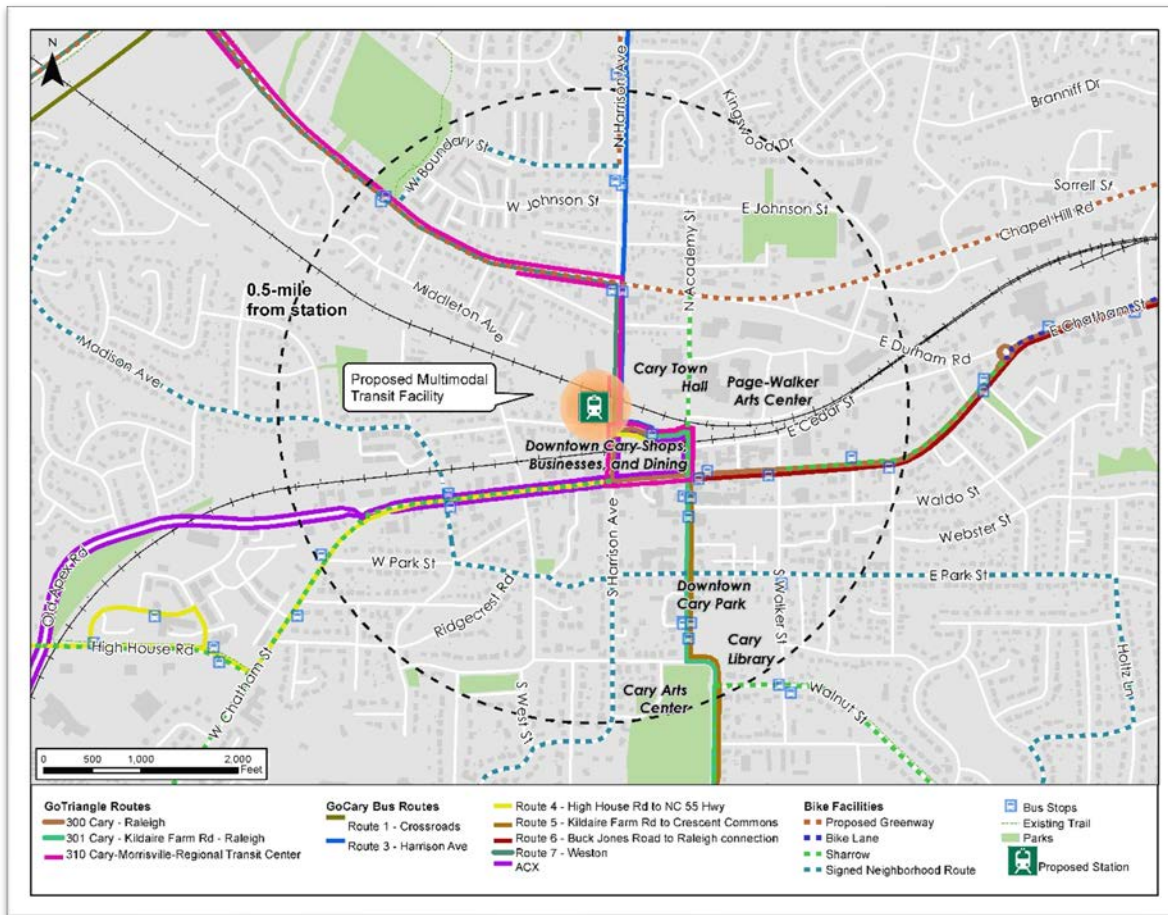 N
N Harrison Ave
Kingswood Dr
Branniff Dr
W Boundary St
W Johnson St
E Johnson St
Sorrell St
Chapel Hill Rd
N Academy St
0.5-mile
from station
Middleton Ave
Madison Ave
E Chatham St
E Durham Rd
Proposed Multimodal
Transit Facility
Cary Town
Hall
Page-Walker
Arts Center
E Cedar St
Downtown Cary Shops,
Businesses, and Dining
Waldo St
Webster St
Old Apex Rd
W Park St
S Harrison Ave
E Park St
Ridgecrest Rd
Downtown
Cary Park
S Walker St
High House Rd
Cary
Library
W Chatham St
S West St
Cary Arts
Center
Walnut St
Holtz Ln
0 500 1,000 2,000
Feet
GoTriangle Routes
300 Cary - Raleigh
301 Cary - Kildaire Farm Rd - Raleigh
310 Cary-Morrisville-Regional Transit Center
GoCary Bus Routes
Route 1 - Crossroads
Route 3 - Harrison Ave
Route 4 - High House Rd to NC 55 Hwy
Route 5 - Kildaire Farm Rd to Crescent Commons
Route 6 - Buck Jones Road to Raleigh connection
Route 7 - Weston
ACX
Bike Facilities
Proposed Greenway
Bike Lane
Sharrow
Signed Neighborhood Route
Bus Stops
Existing Trail
Parks
Proposed Station